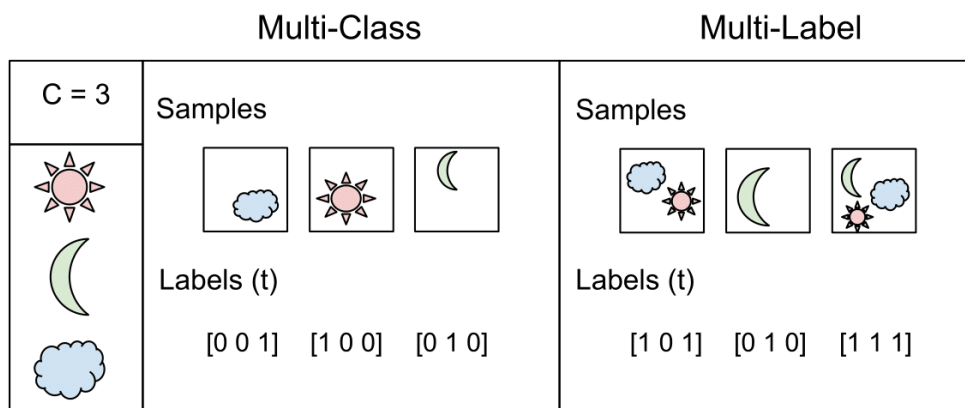 Multi-Class
Multi-Label
C = 3
Samples
Samples
Labels (t)
Labels (t)
[0 0 1] [1 0 0] [0 1 0]
[1 0 1] [0 1 0] [1 1 1]